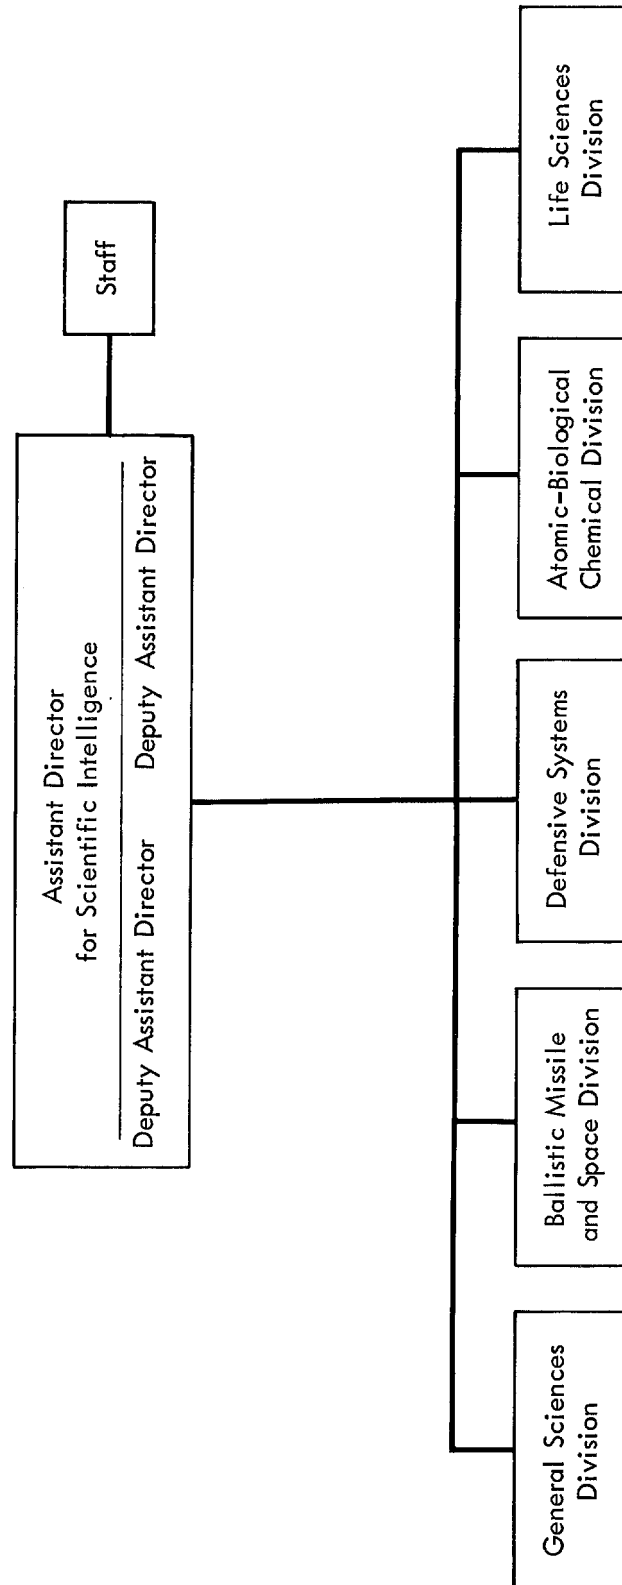 Assistant Director
for Scientific Intelligence
Deputy Assistant Director
Deputy Assistant Director
Staff
General Sciences
Division
Ballistic Missile
and Space Division
Defensive Systems
Division
Atomic-Biological
Chemical Division
Life Sciences
Division